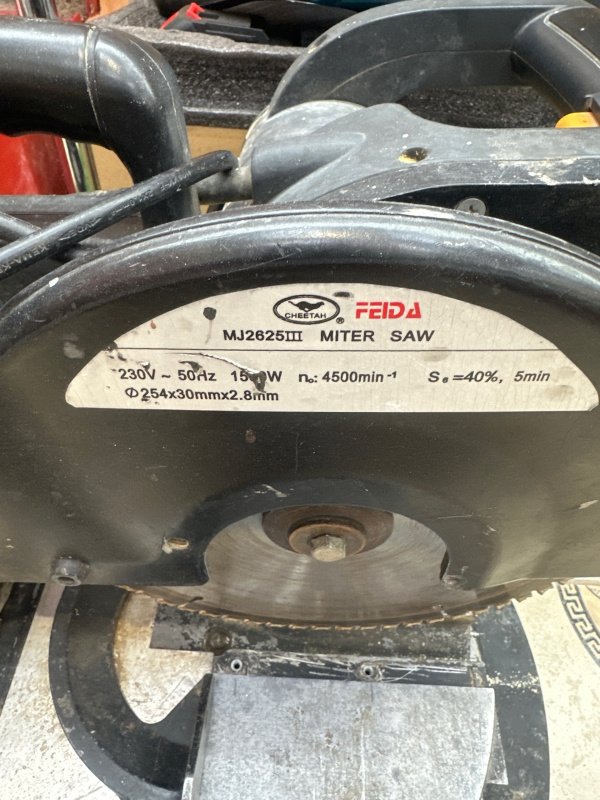 CHEETAH ® FEIDA
MJ2625III MITER SAW
230V ~ 50Hz n₀: 4500min⁻¹ S₆=40%, 5min
Φ254x30mmx2.8mm